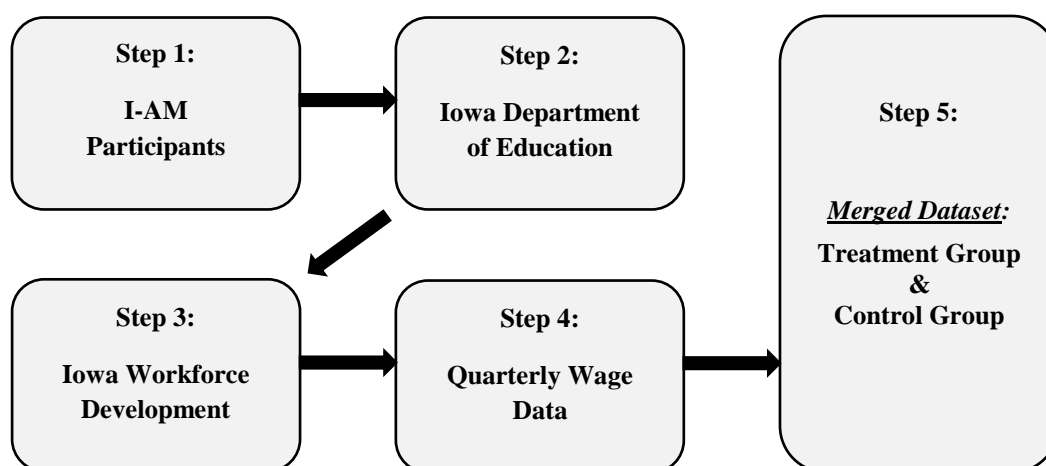 Step 1:
I-AM
Participants
Step 2:
Iowa Department
of Education
Step 3:
Iowa Workforce
Development
Step 4:
Quarterly Wage
Data
Step 5:
Merged Dataset:
Treatment Group
&
Control Group